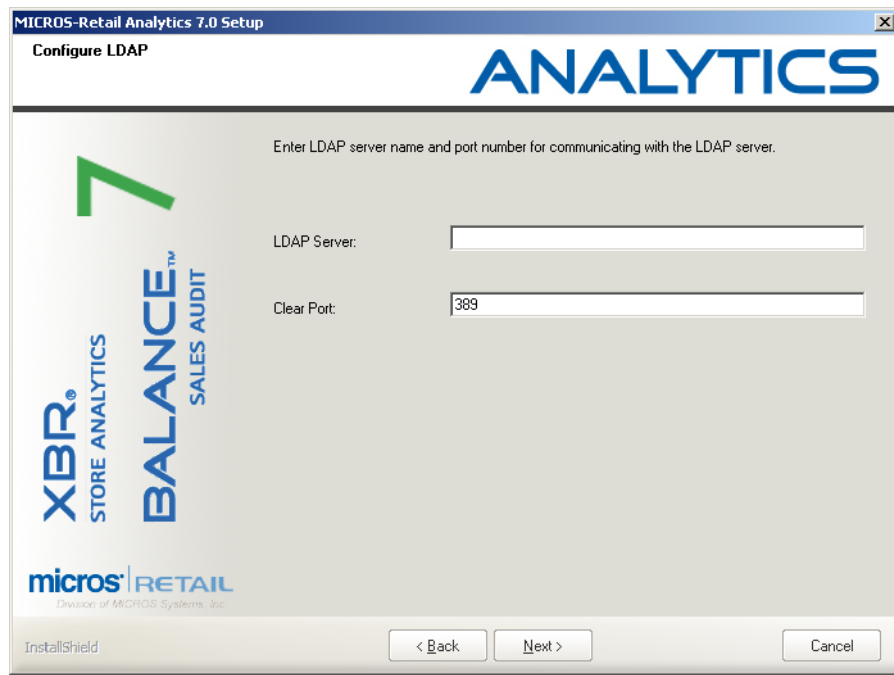 MICROS-Retail Analytics 7.0 Setup
Configure LDAP
ANALYTICS
Enter LDAP server name and port number for communicating with the LDAP server.
LDAP Server:
Clear Port:
389
7
XBR®
STORE ANALYTICS
BALANCE™
SALES AUDIT
micros® RETAIL
Division of MICROS Systems, Inc.
InstallShield
< Back
Next >
Cancel